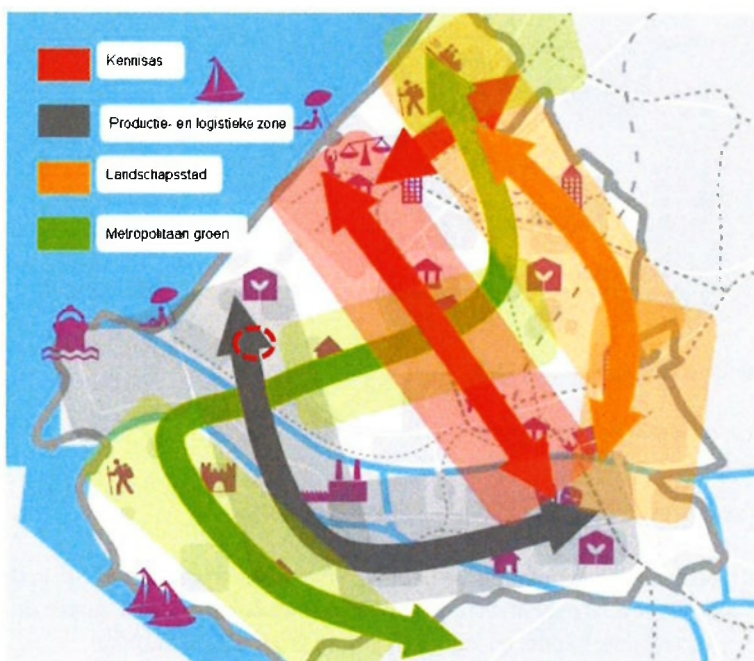 Kennisas
Productie- en logistieke zone
Landschapsstad
Metropolitaan groen